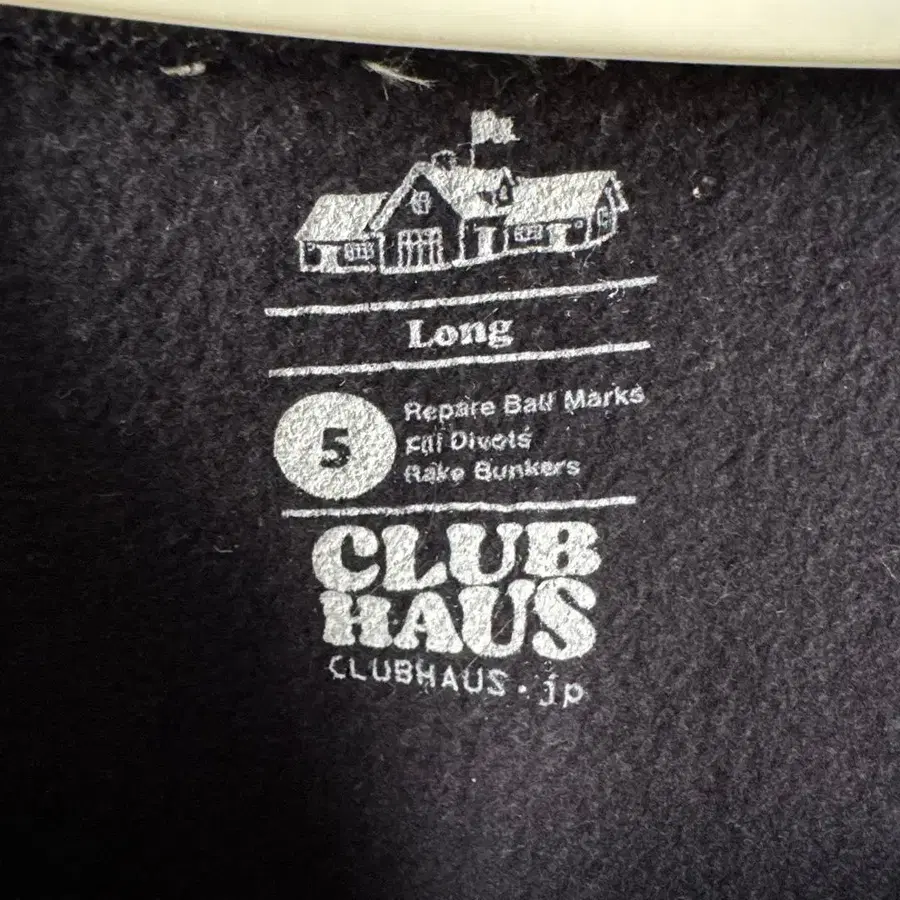 Long
5
Repare Ball Marks
Fill Divots
Rake Bunkers
CLUB
HAUS
CLUBHAUS.jp